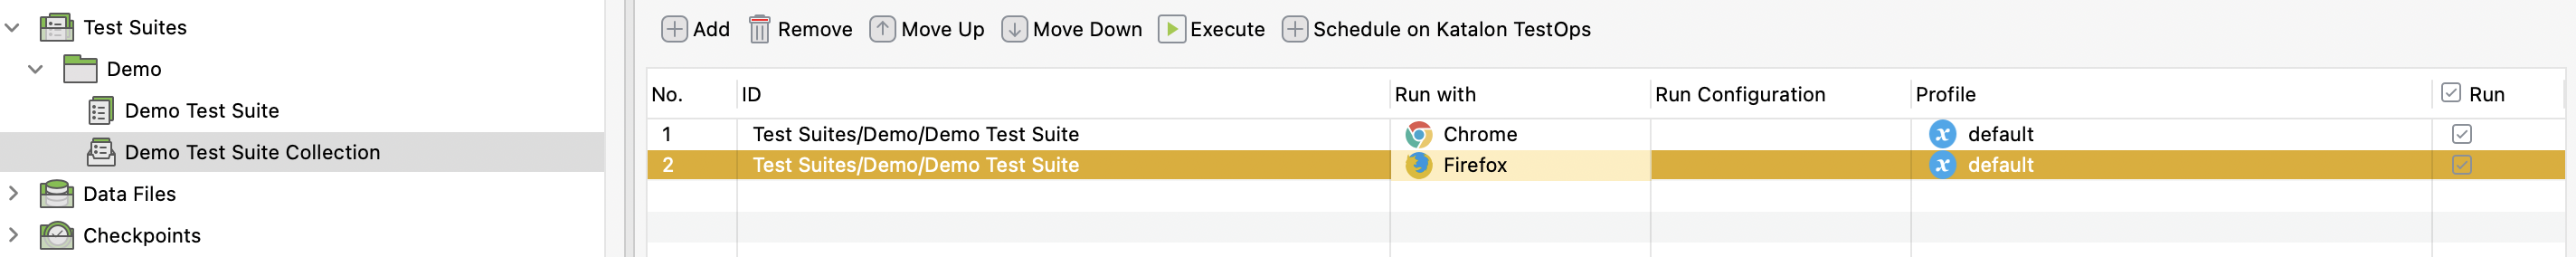 Test Suites
Demo
Demo Test Suite
Demo Test Suite Collection
Data Files
Checkpoints
Add Remove Move Up Move Down Execute Schedule on Katalon TestOps
No. ID Run with Run Configuration Profile Run
1 Test Suites/Demo/Demo Test Suite Chrome x default
2 Test Suites/Demo/Demo Test Suite Firefox x default